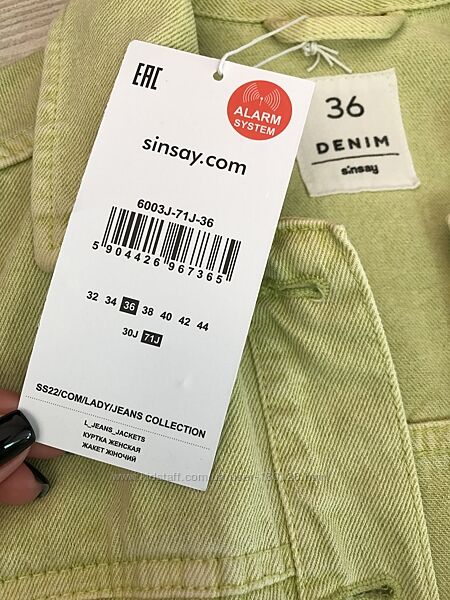 EAC
ALARM
SYSTEM
sinsay.com
6003J-71J-36
5 904426 967365
32 34 36 38 40 42 44
30J 71J
SS22/COM/LADY/JEANS COLLECTION
L_JEANS_JACKETS
КУРТКА ЖЕНСКАЯ
ЖАКЕТ ЖІНОЧИЙ
36
DENIM
sinsay